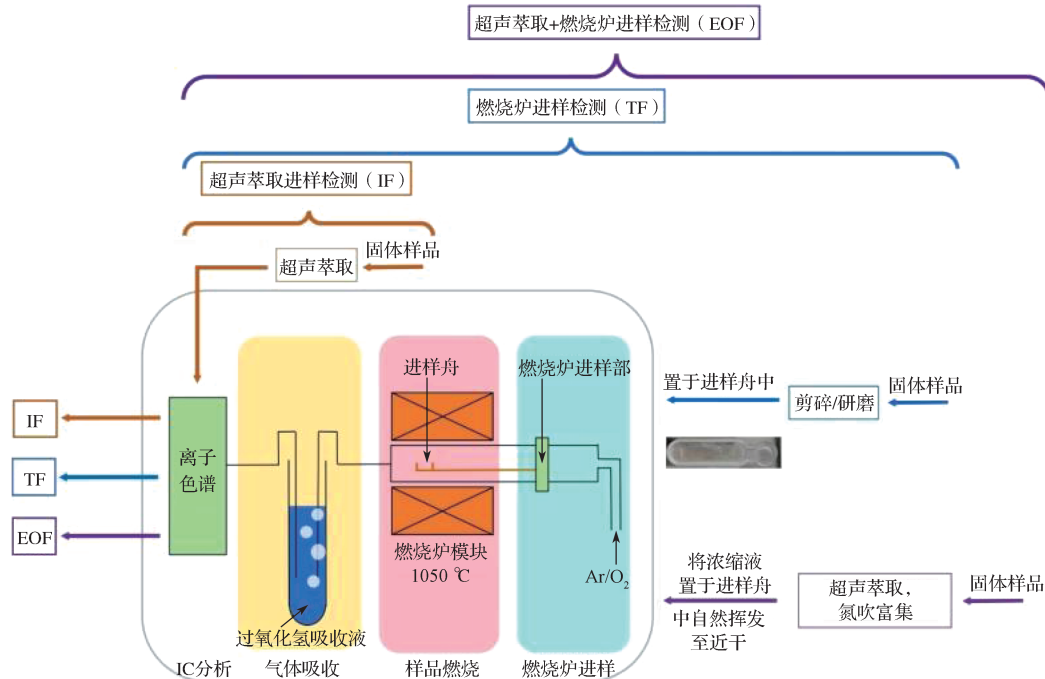 超声萃取+燃烧炉进样检测（EOF）
燃烧炉进样检测（TF）
超声萃取进样检测（IF）
固体样品
超声萃取
进样舟
燃烧炉进样部
置于进样舟中
固体样品
剪碎/研磨
IF
离子
色谱
TF
EOF
燃烧炉模块
1050 ℃
Ar/O₂
将浓缩液
置于进样舟
中自然挥发
至近干
超声萃取，
氮吹富集
固体样品
过氧化氢吸收液
IC分析
气体吸收
样品燃烧
燃烧炉进样